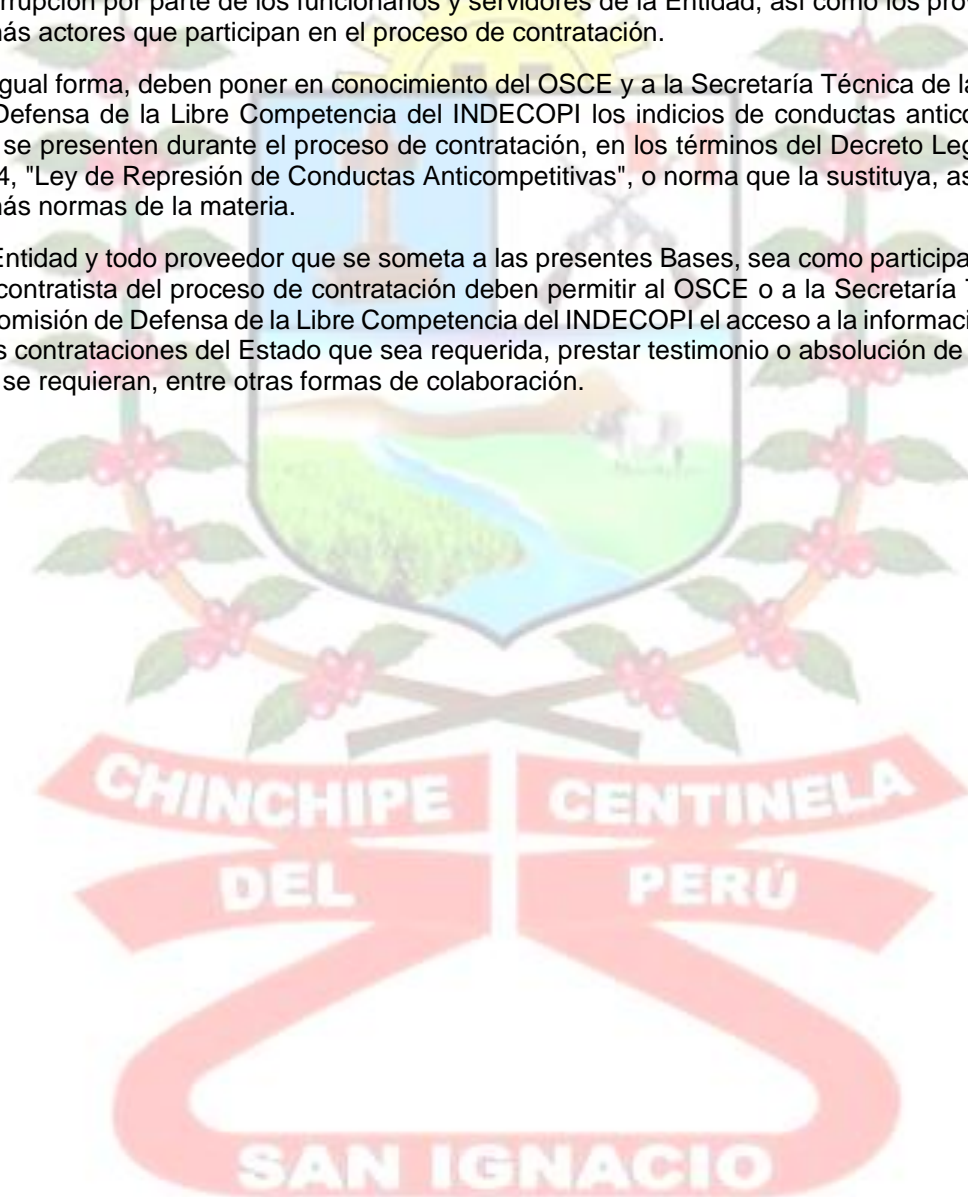 rrupción por parte de los funcionarios y servidores de la Entidad, así como los prov
más actores que participan en el proceso de contratación.
gual forma, deben poner en conocimiento del OSCE y a la Secretaría Técnica de la
Defensa de la Libre Competencia del INDECOPI los indicios de conductas antico
se presenten durante el proceso de contratación, en los términos del Decreto Leg
4, "Ley de Represión de Conductas Anticompetitivas", o norma que la sustituya, as
más normas de la materia.
Entidad y todo proveedor que se someta a las presentes Bases, sea como participa
contratista del proceso de contratación deben permitir al OSCE o a la Secretaría T
omisión de Defensa de la Libre Competencia del INDECOPI el acceso a la informaci
s contrataciones del Estado que sea requerida, prestar testimonio o absolución de
se requieran, entre otras formas de colaboración.
CHINCHIPE CENTINELA
DEL PERÚ
SAN IGNACIO